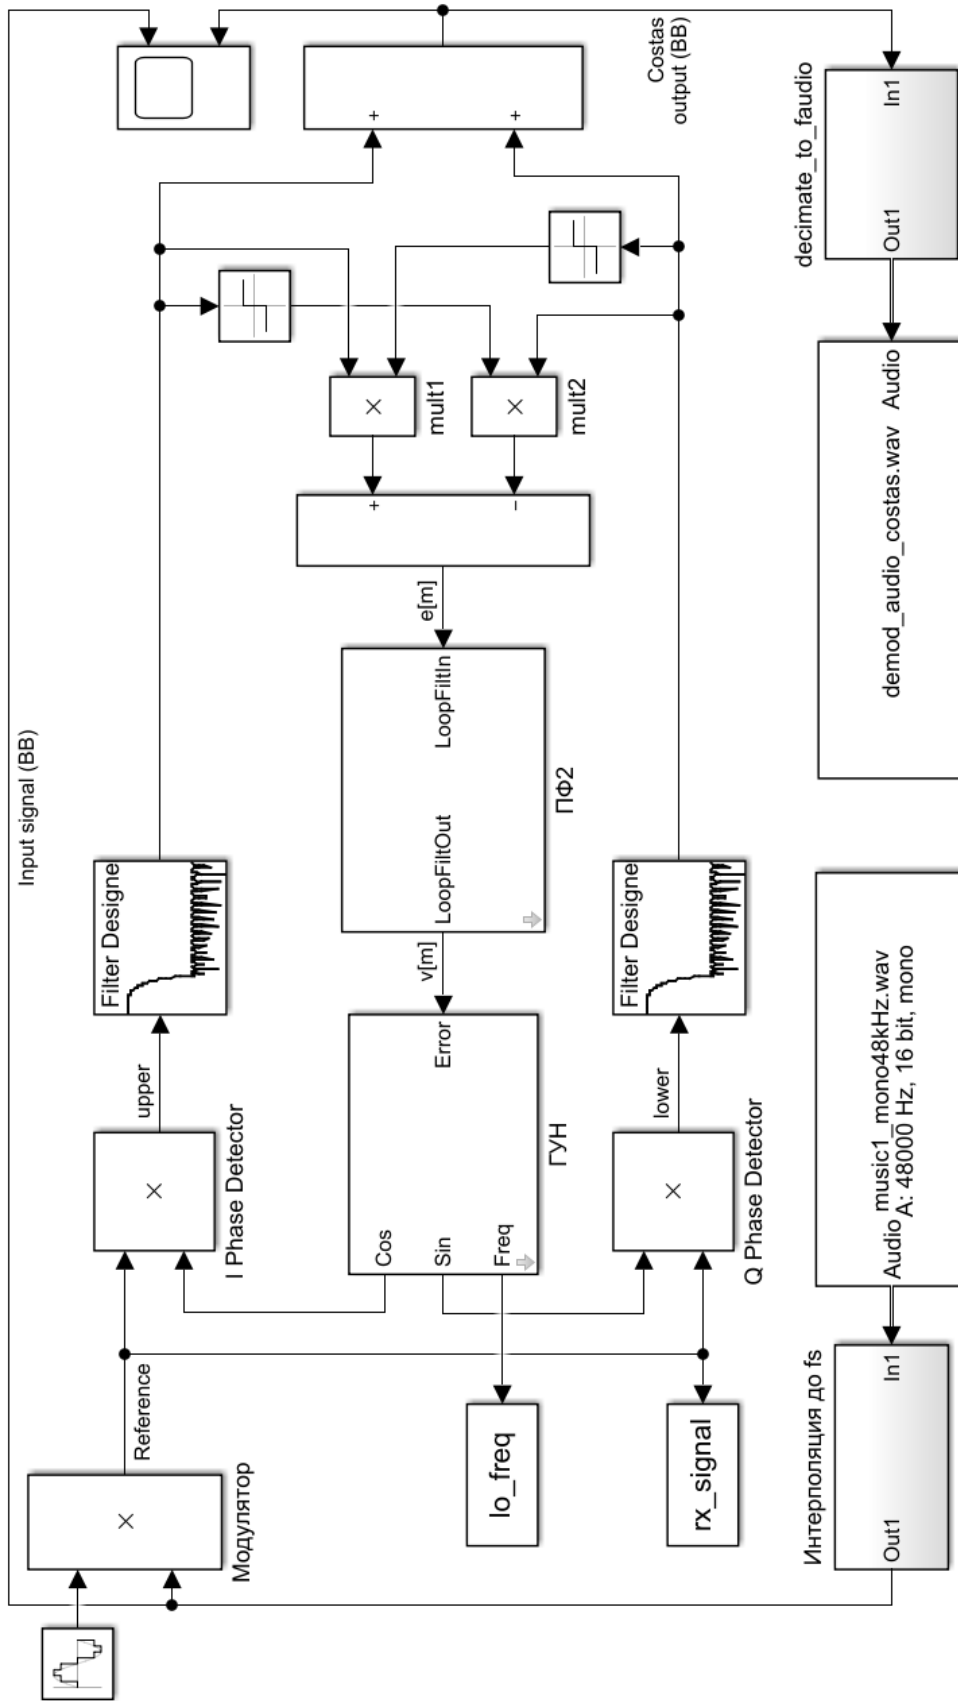 Input signal (BB)
Модулятор
Reference
×
I Phase Detector
×
upper
Filter Designe
lo_freq
rx_signal
Cos
Sin
Freq
Error
ГУН
v[m]
LoopFiltOut
LoopFiltIn
ПФ2
e[m]
+
−
×
mult1
×
mult2
+
+
Costas
output (BB)
Q Phase Detector
×
lower
Filter Designe
Интерполяция до fs
Out1
In1
Audio
music1_mono48kHz.wav
A: 48000 Hz, 16 bit, mono
demod_audio_costas.wav
Audio
decimate_to_faudio
Out1
In1
×